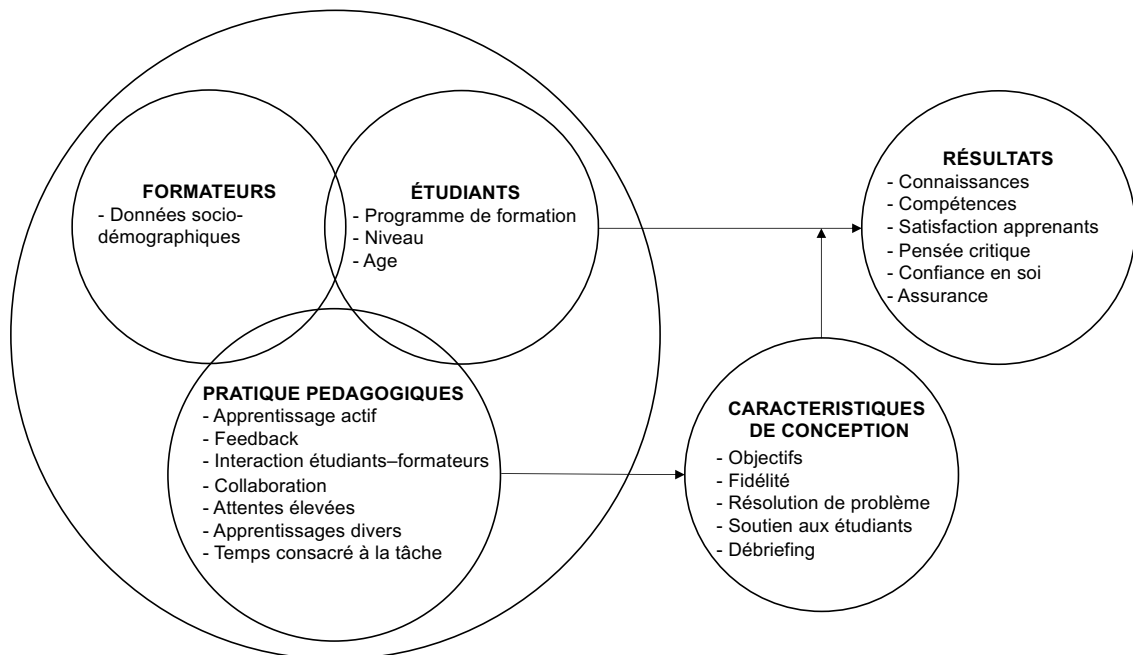 FORMATEURS
- Données socio-
démographiques
ÉTUDIANTS
- Programme de formation
- Niveau
- Age
PRATIQUE PEDAGOGIQUES
- Apprentissage actif
- Feedback
- Interaction étudiants–formateurs
- Collaboration
- Attentes élevées
- Apprentissages divers
- Temps consacré à la tâche
CARACTERISTIQUES
DE CONCEPTION
- Objectifs
- Fidélité
- Résolution de problème
- Soutien aux étudiants
- Débriefing
RÉSULTATS
- Connaissances
- Compétences
- Satisfaction apprenants
- Pensée critique
- Confiance en soi
- Assurance